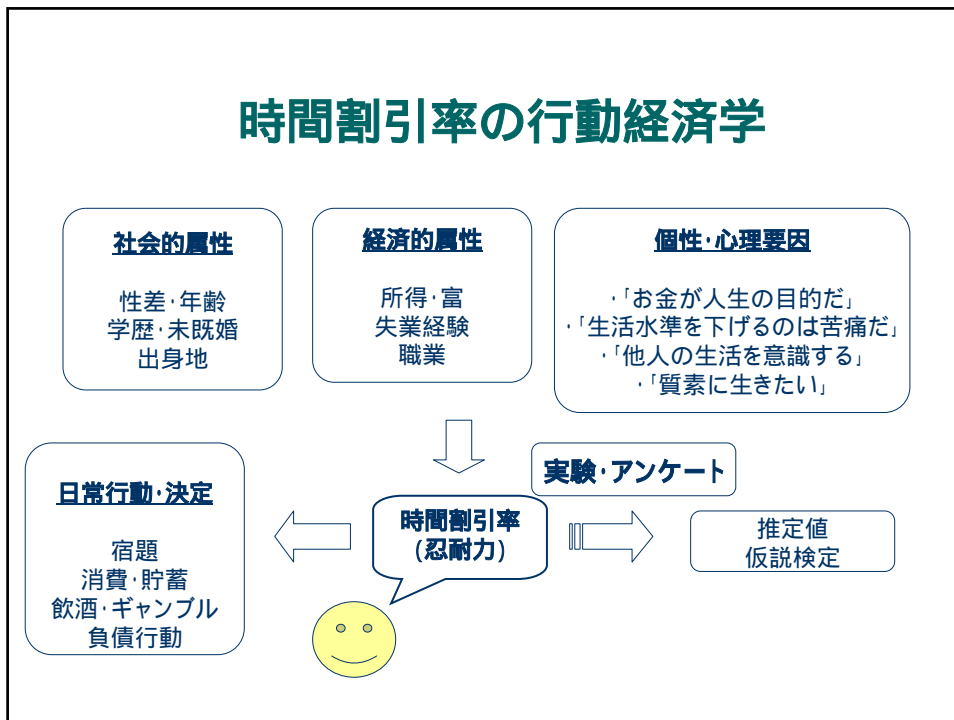 時間割引率の行動経済学
社会的属性
性差・年齢
学歴・未既婚
出身地
経済的属性
所得・富
失業経験
職業
個性・心理要因
・「お金が人生の目的だ」
・「生活水準を下げるのは苦痛だ」
・「他人の生活を意識する」
・「質素に生きたい」
実験・アンケート
日常行動・決定
宿題
消費・貯蓄
飲酒・ギャンブル
負債行動
時間割引率
(忍耐力)
推定値
仮説検定